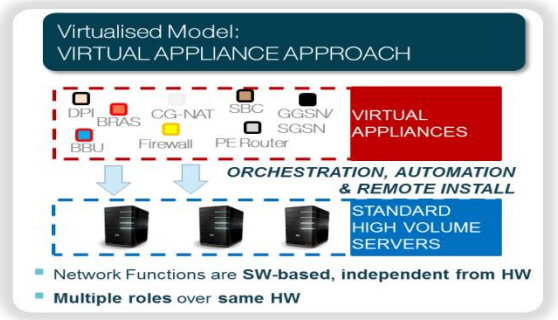 Virtualised Model:
VIRTUAL APPLIANCE APPROACH
DPI
BRAS
CG-NAT
SBC
GGSN/
SGSN
BBU
Firewall
PE Router
VIRTUAL
APPLIANCES
ORCHESTRATION, AUTOMATION
& REMOTE INSTALL
STANDARD
HIGH VOLUME
SERVERS
Network Functions are SW-based, independent from HW
Multiple roles over same HW